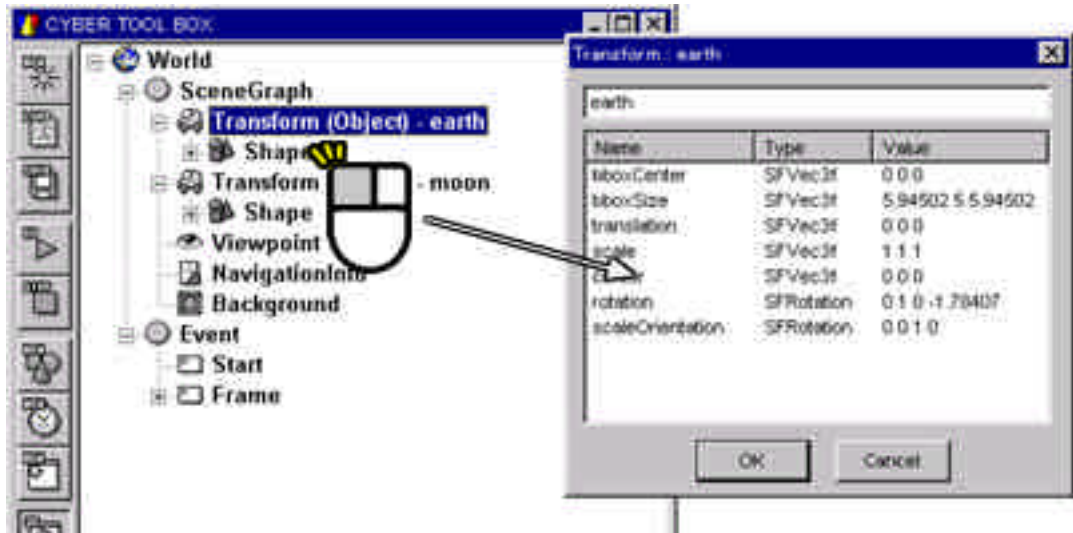 CYBER TOOL BOX
World
SceneGraph
Transform (Object) - earth
Shape
Transform - moon
Shape
Viewpoint
NavigationInfo
Background
Event
Start
Frame
Transform : earth
earth
Name Type Value
bboxCenter SFVec3f 0 0 0
bboxSize SFVec3f 5.94502 5.5.94502
translation SFVec3f 0 0 0
scale SFVec3f 1 1 1
SFVec3f 0 0 0
rotation SFRotation 0 1 0 -1.78407
scaleOrientation SFRotation 0 0 1 0
OK Cancel